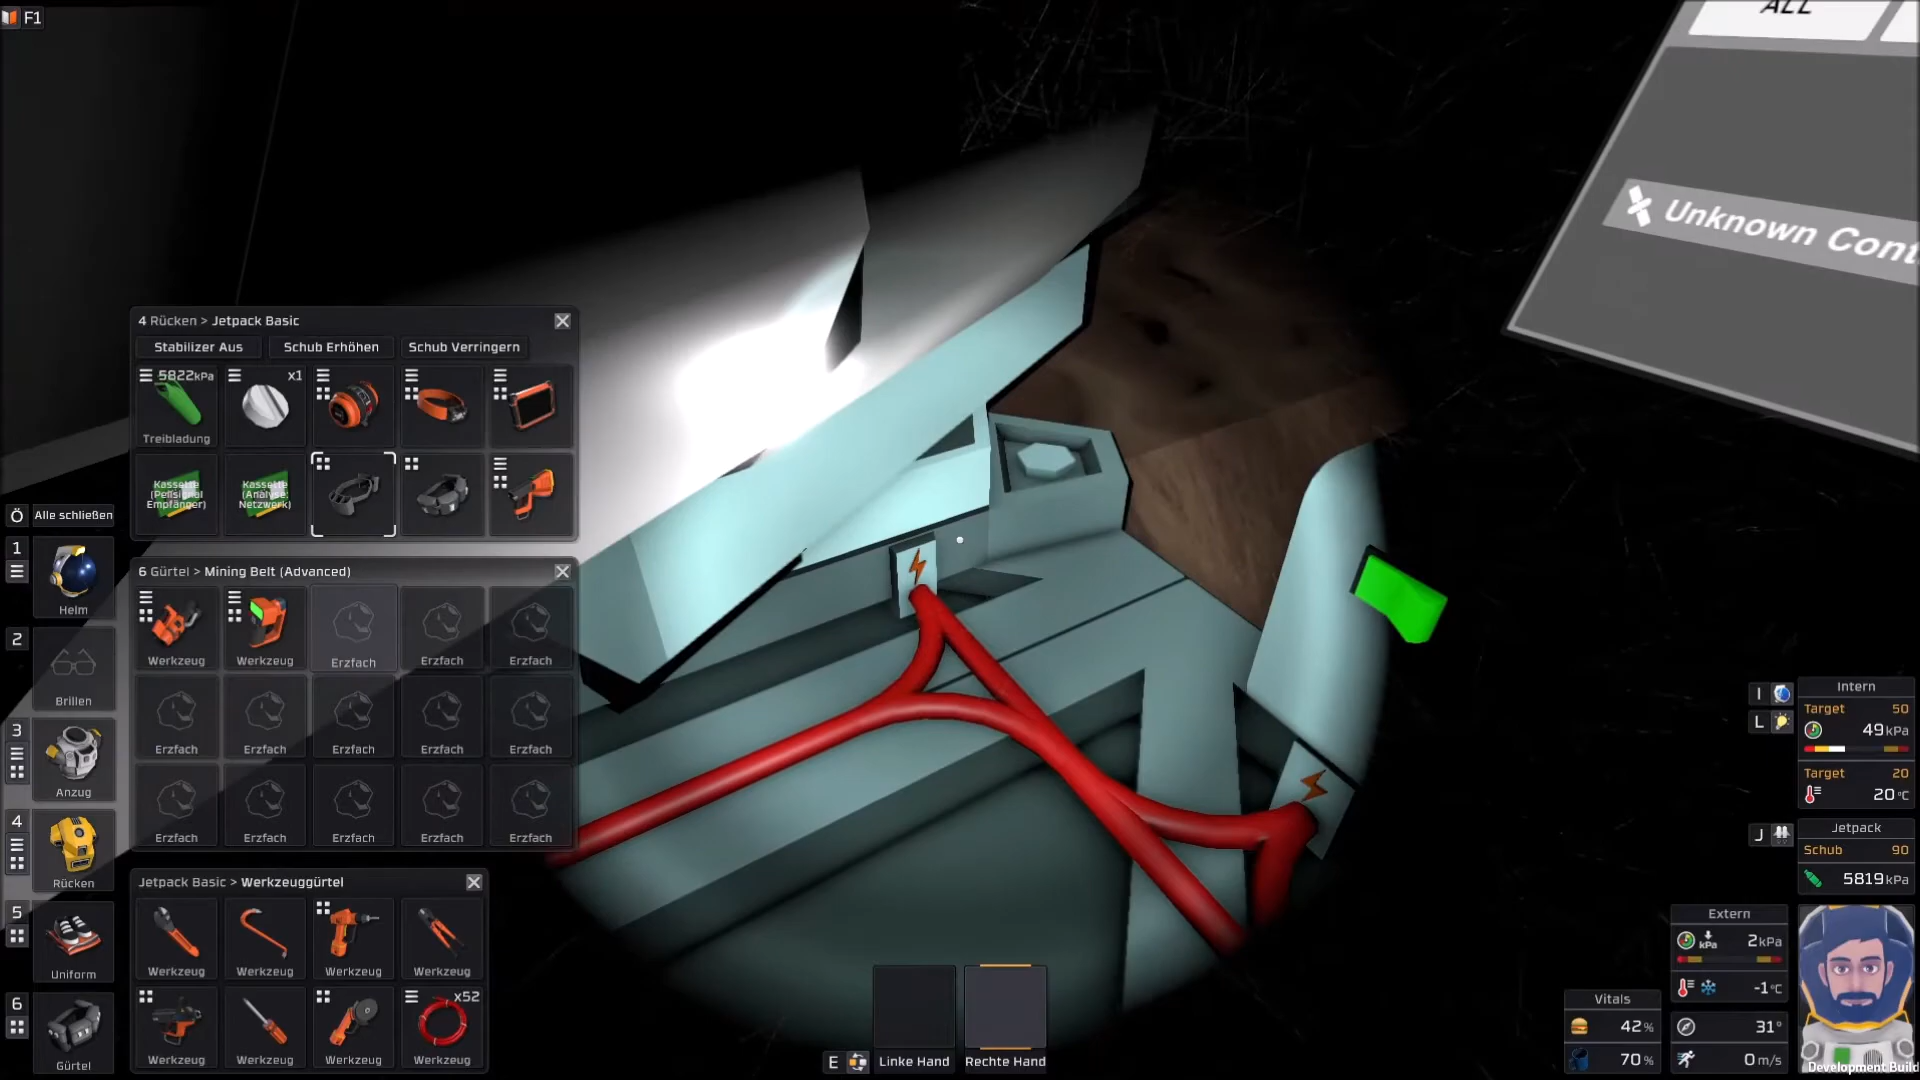 F1
ALL
Unknown Cont
4 Rücken > Jetpack Basic
Stabilizer Aus
Schub Erhöhen
Schub Verringern
5822kPa
x1
Treibladung
Kassette (Peilsignal Empfänger)
Kassette (Analyse: Netzwerk)
Ö
Alle schließen
1
Helm
2
Brillen
3
Anzug
4
Rücken
5
Uniform
6
Gürtel
6 Gürtel > Mining Belt (Advanced)
Werkzeug
Werkzeug
Erzfach
Erzfach
Erzfach
Erzfach
Erzfach
Erzfach
Erzfach
Erzfach
Erzfach
Erzfach
Erzfach
Erzfach
Erzfach
Jetpack Basic > Werkzeuggürtel
Werkzeug
Werkzeug
Werkzeug
Werkzeug
x52
Werkzeug
Werkzeug
Werkzeug
Werkzeug
E
Linke Hand
Rechte Hand
I
L
Intern
Target 50
49kPa
Target 20
20°C
J
Jetpack
Schub 90
5819kPa
Extern
kPa
2kPa
-1°C
31°
0m/s
Vitals
42%
70%
Development Build